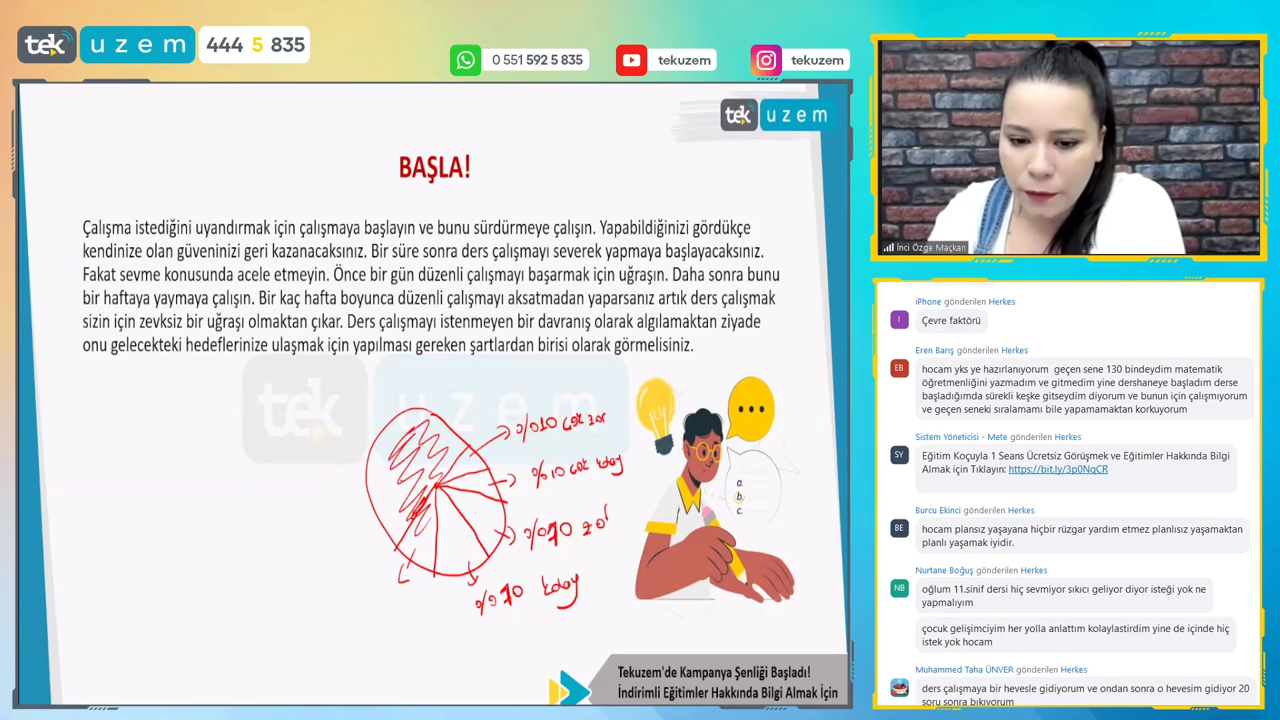 tek uzem 444 5 835
0 551 592 5 835
tekuzem
tekuzem
tek uzem
BAŞLA!
Çalışma istediğini uyandırmak için çalışmaya başlayın ve bunu sürdürmeye çalışın. Yapabildiğinizi gördükçe
kendinize olan güveninizi geri kazanacaksınız. Bir süre sonra ders çalışmayı severek yapmaya başlayacaksınız.
Fakat sevme konusunda acele etmeyin. Önce bir gün düzenli çalışmayı başarmak için uğraşın. Daha sonra bunu
bir haftaya yaymaya çalışın. Bir kaç hafta boyunca düzenli çalışmayı aksatmadan yaparsanız artık ders çalışmak
sizin için zevksiz bir uğraşı olmaktan çıkar. Ders çalışmayı istenmeyen bir davranış olarak algılamaktan ziyade
onu gelecekteki hedeflerinize ulaşmak için yapılması gereken şartlardan birisi olarak görmelisiniz.
tek uzem
%10 çok zor
%10 çok kolay
zor
kolay
a.
b.
c.
Tekuzem'de Kampanya Şenliği Başladı!
İndirimli Eğitimler Hakkında Bilgi Almak İçin
İnci Özge Maçkan
iPhone gönderilen Herkes
I
Çevre faktörü
Eren Barış gönderilen Herkes
EB
hocam yks ye hazırlanıyorum geçen sene 130 bindeydim matematik
öğretmenliğini yazmadım ve gitmedim yine dershaneye başladım derse
başladığımda sürekli keşke gitseydim diyorum ve bunun için çalışmıyorum
ve geçen seneki sıralamamı bile yapamamaktan korkuyorum
Sistem Yöneticisi - Mete gönderilen Herkes
SY
Eğitim Koçuyla 1 Seans Ücretsiz Görüşmek ve Eğitimler Hakkında Bilgi
Almak için Tıklayın: https://bit.ly/3p0NqCR
Burcu Ekinci gönderilen Herkes
BE
hocam plansız yaşayana hiçbir rüzgar yardım etmez planlısız yaşamaktan
planlı yaşamak iyidir.
Nurtane Boğuş gönderilen Herkes
NB
oğlum 11.sinif dersi hiç sevmiyor sıkıci geliyor diyor isteği yok ne
yapmalıyim
çocuk gelişimciyim her yolla anlattım kolaylastirdim yine de içinde hiç
istek yok hocam
Muhammed Taha ÜNVER gönderilen Herkes
ders çalışmaya bir hevesle gidiyorum ve ondan sonra o hevesim gidiyor 20
soru sonra bıkıyorum